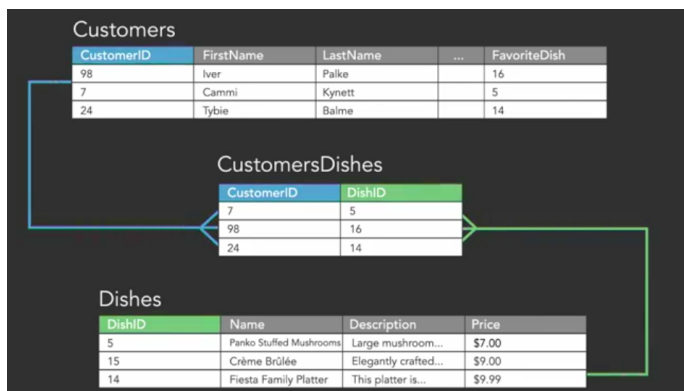 Customers
CustomerID FirstName LastName ... FavoriteDish
98 Iver Palke 16
7 Cammi Kynett 5
24 Tybie Balme 14
CustomersDishes
CustomerID DishID
7 5
98 16
24 14
Dishes
DishID Name Description Price
5 Panko Stuffed Mushrooms Large mushroom... $7.00
15 Crème Brûlée Elegantly crafted... $9.00
14 Fiesta Family Platter This platter is... $9.99